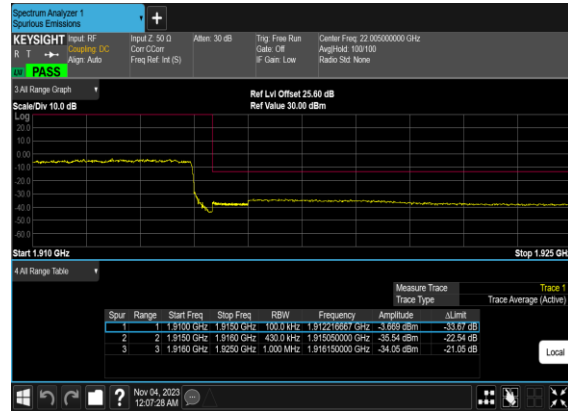 Spectrum Analyzer 1
Spurious Emissions
+
KEYSIGHT Input: RF Input Z: 50 Ω Atten: 30 dB Trig: Free Run Center Freq: 22.005000000 GHz
R T Coupling: DC Corr CCorr Gate: Off Avg|Hold: 100/100
Align: Auto Freq Ref: Int (S) IF Gain: Low Radio Std: None
LW PASS
3 All Range Graph
Ref Lvl Offset 25.60 dB
Scale/Div 10.0 dB Ref Value 30.00 dBm
Log
20.0
10.0
0.00
-10.0
-20.0
-30.0
-40.0
-50.0
-60.0
Start 1.910 GHz Stop 1.925 GHz
4 All Range Table
Measure Trace Trace 1
Trace Type Trace Average (Active)
Spur Range Start Freq Stop Freq RBW Frequency Amplitude ΔLimit
1 1 1.9100 GHz 1.9150 GHz 100.0 kHz 1.912216667 GHz -3.669 dBm -33.67 dB
2 2 1.9150 GHz 1.9160 GHz 430.0 kHz 1.915050000 GHz -35.54 dBm -22.54 dB
3 3 1.9160 GHz 1.9250 GHz 1.000 MHz 1.916150000 GHz -34.05 dBm -21.05 dB
Local
? Nov 04, 2023
12:07:28 AM